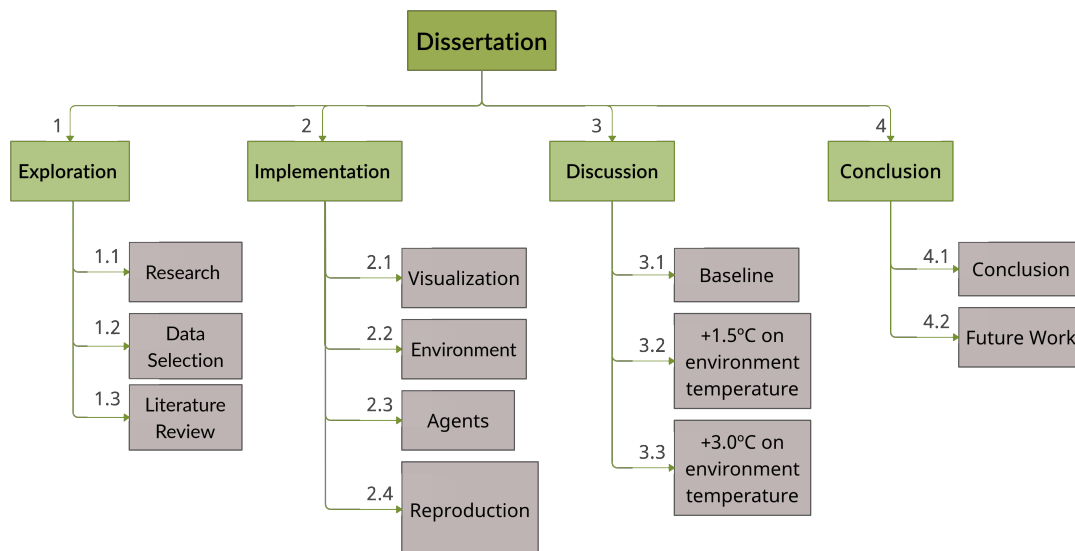 Dissertation
1
Exploration
1.1
Research
1.2
Data
Selection
1.3
Literature
Review
2
Implementation
2.1
Visualization
2.2
Environment
2.3
Agents
2.4
Reproduction
3
Discussion
3.1
Baseline
3.2
+1.5ºC on
environment
temperature
3.3
+3.0ºC on
environment
temperature
4
Conclusion
4.1
Conclusion
4.2
Future Work